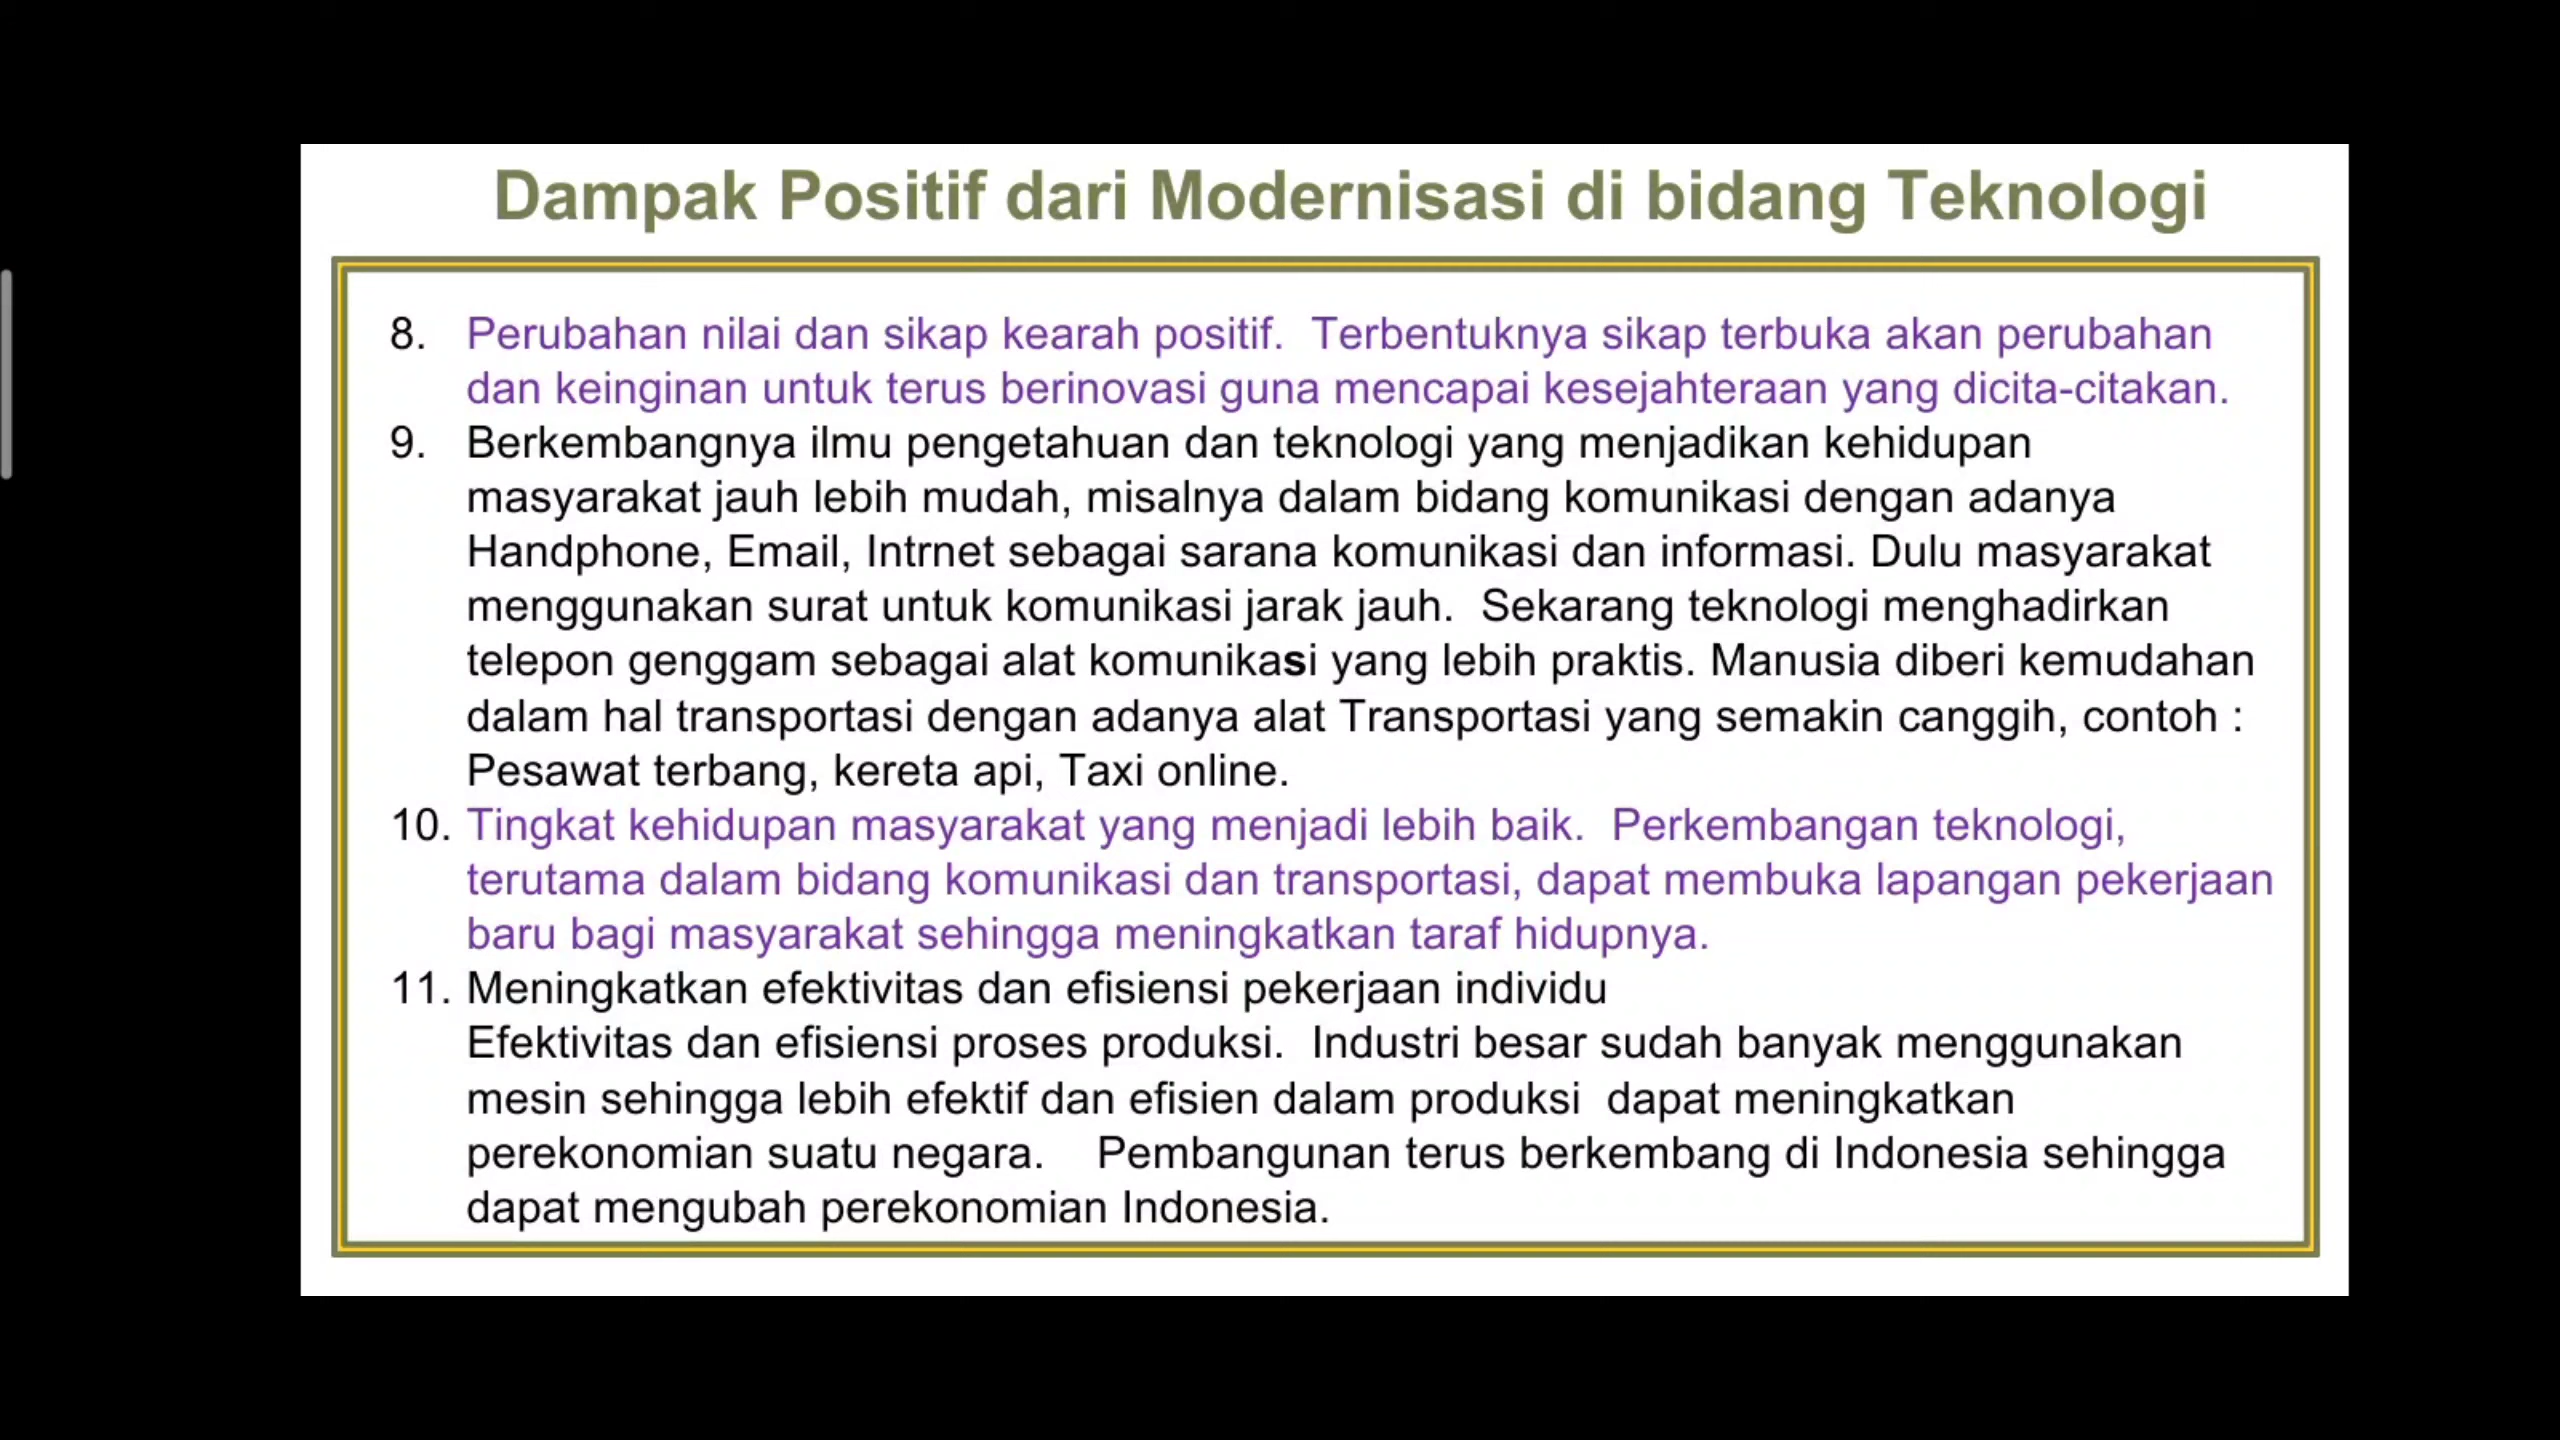 Dampak Positif dari Modernisasi di bidang Teknologi
8. Perubahan nilai dan sikap kearah positif. Terbentuknya sikap terbuka akan perubahan
dan keinginan untuk terus berinovasi guna mencapai kesejahteraan yang dicita-citakan.
9. Berkembangnya ilmu pengetahuan dan teknologi yang menjadikan kehidupan
masyarakat jauh lebih mudah, misalnya dalam bidang komunikasi dengan adanya
Handphone, Email, Intrnet sebagai sarana komunikasi dan informasi. Dulu masyarakat
menggunakan surat untuk komunikasi jarak jauh. Sekarang teknologi menghadirkan
telepon genggam sebagai alat komunikasi yang lebih praktis. Manusia diberi kemudahan
dalam hal transportasi dengan adanya alat Transportasi yang semakin canggih, contoh :
Pesawat terbang, kereta api, Taxi online.
10. Tingkat kehidupan masyarakat yang menjadi lebih baik. Perkembangan teknologi,
terutama dalam bidang komunikasi dan transportasi, dapat membuka lapangan pekerjaan
baru bagi masyarakat sehingga meningkatkan taraf hidupnya.
11. Meningkatkan efektivitas dan efisiensi pekerjaan individu
Efektivitas dan efisiensi proses produksi. Industri besar sudah banyak menggunakan
mesin sehingga lebih efektif dan efisien dalam produksi dapat meningkatkan
perekonomian suatu negara. Pembangunan terus berkembang di Indonesia sehingga
dapat mengubah perekonomian Indonesia.